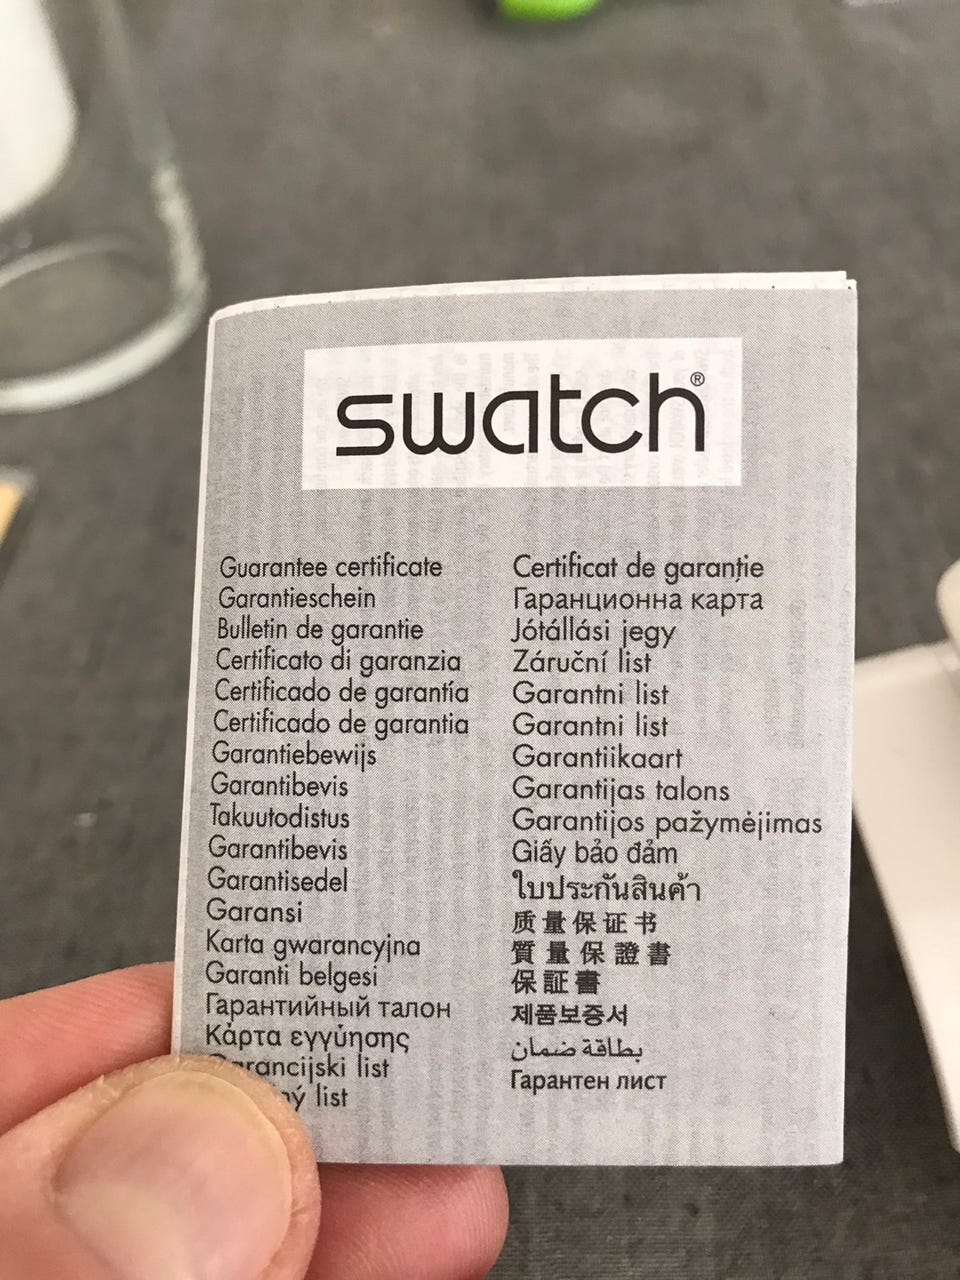 swatch®
Guarantee certificate
Garantieschein
Bulletin de garantie
Certificato di garanzia
Certificado de garantía
Certificado de garantia
Garantiebewijs
Garantibevis
Takuutodistus
Garantibevis
Garantisedel
Garansi
Karta gwarancyjna
Garanti belgesi
Гарантийный талон
Κάρτα εγγύησης
list
list
Certificat de garanţie
Гаранционна карта
Jótállási jegy
Záruční list
Garantni list
Garantni list
Garantiikaart
Garantijas talons
Garantijos pažymėjimas
Giấy bảo đảm
ใบประกันสินค้า
质量保证书
質量保證書
保証書
제품보증서
بطاقة ضمان
Гарантен лист